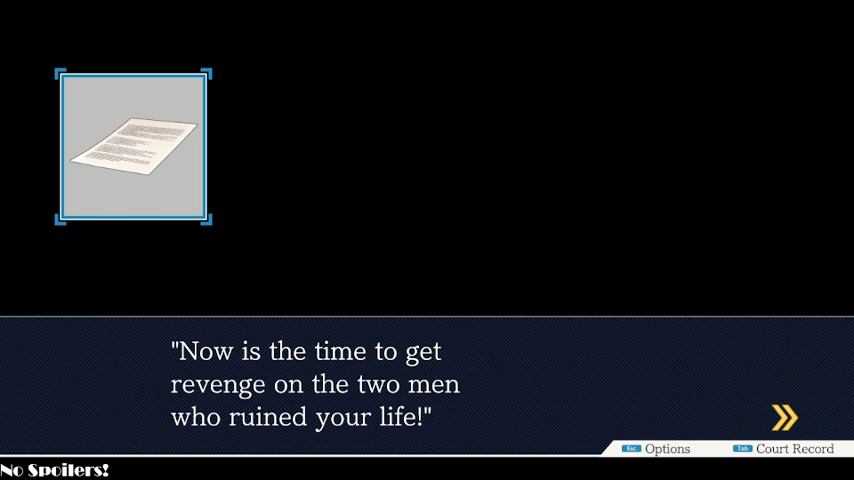 "Now is the time to get
revenge on the two men
who ruined your life!"
Esc Options Tab Court Record
No Spoilers!